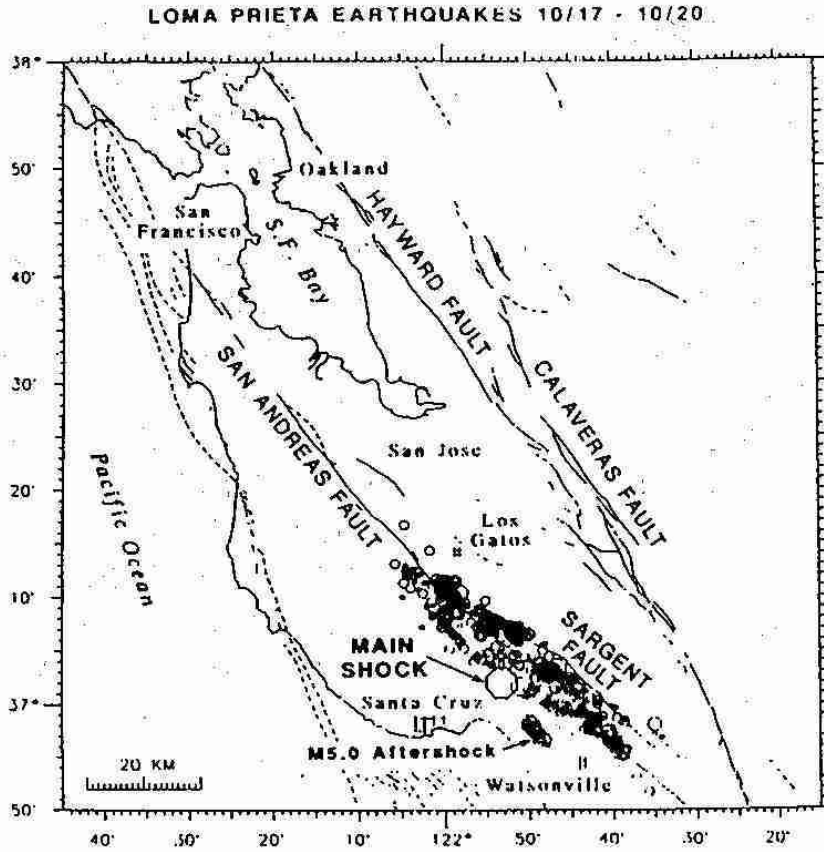 LOMA PRIETA EARTHQUAKES 10/17 - 10/20
38°
50'
40'
30'
20'
10'
37°
50'
Oakland
San
Francisco
S.F. Bay
HAYWARD FAULT
CALAVERAS FAULT
SAN ANDREAS FAULT
San Jose
Los
Gatos
Pacific Ocean
SARGENT
FAULT
MAIN
SHOCK
Santa Cruz
M5.0 Aftershock
Watsonville
20 KM
40' 30' 20' 10' 122° 50' 40' 30' 20'